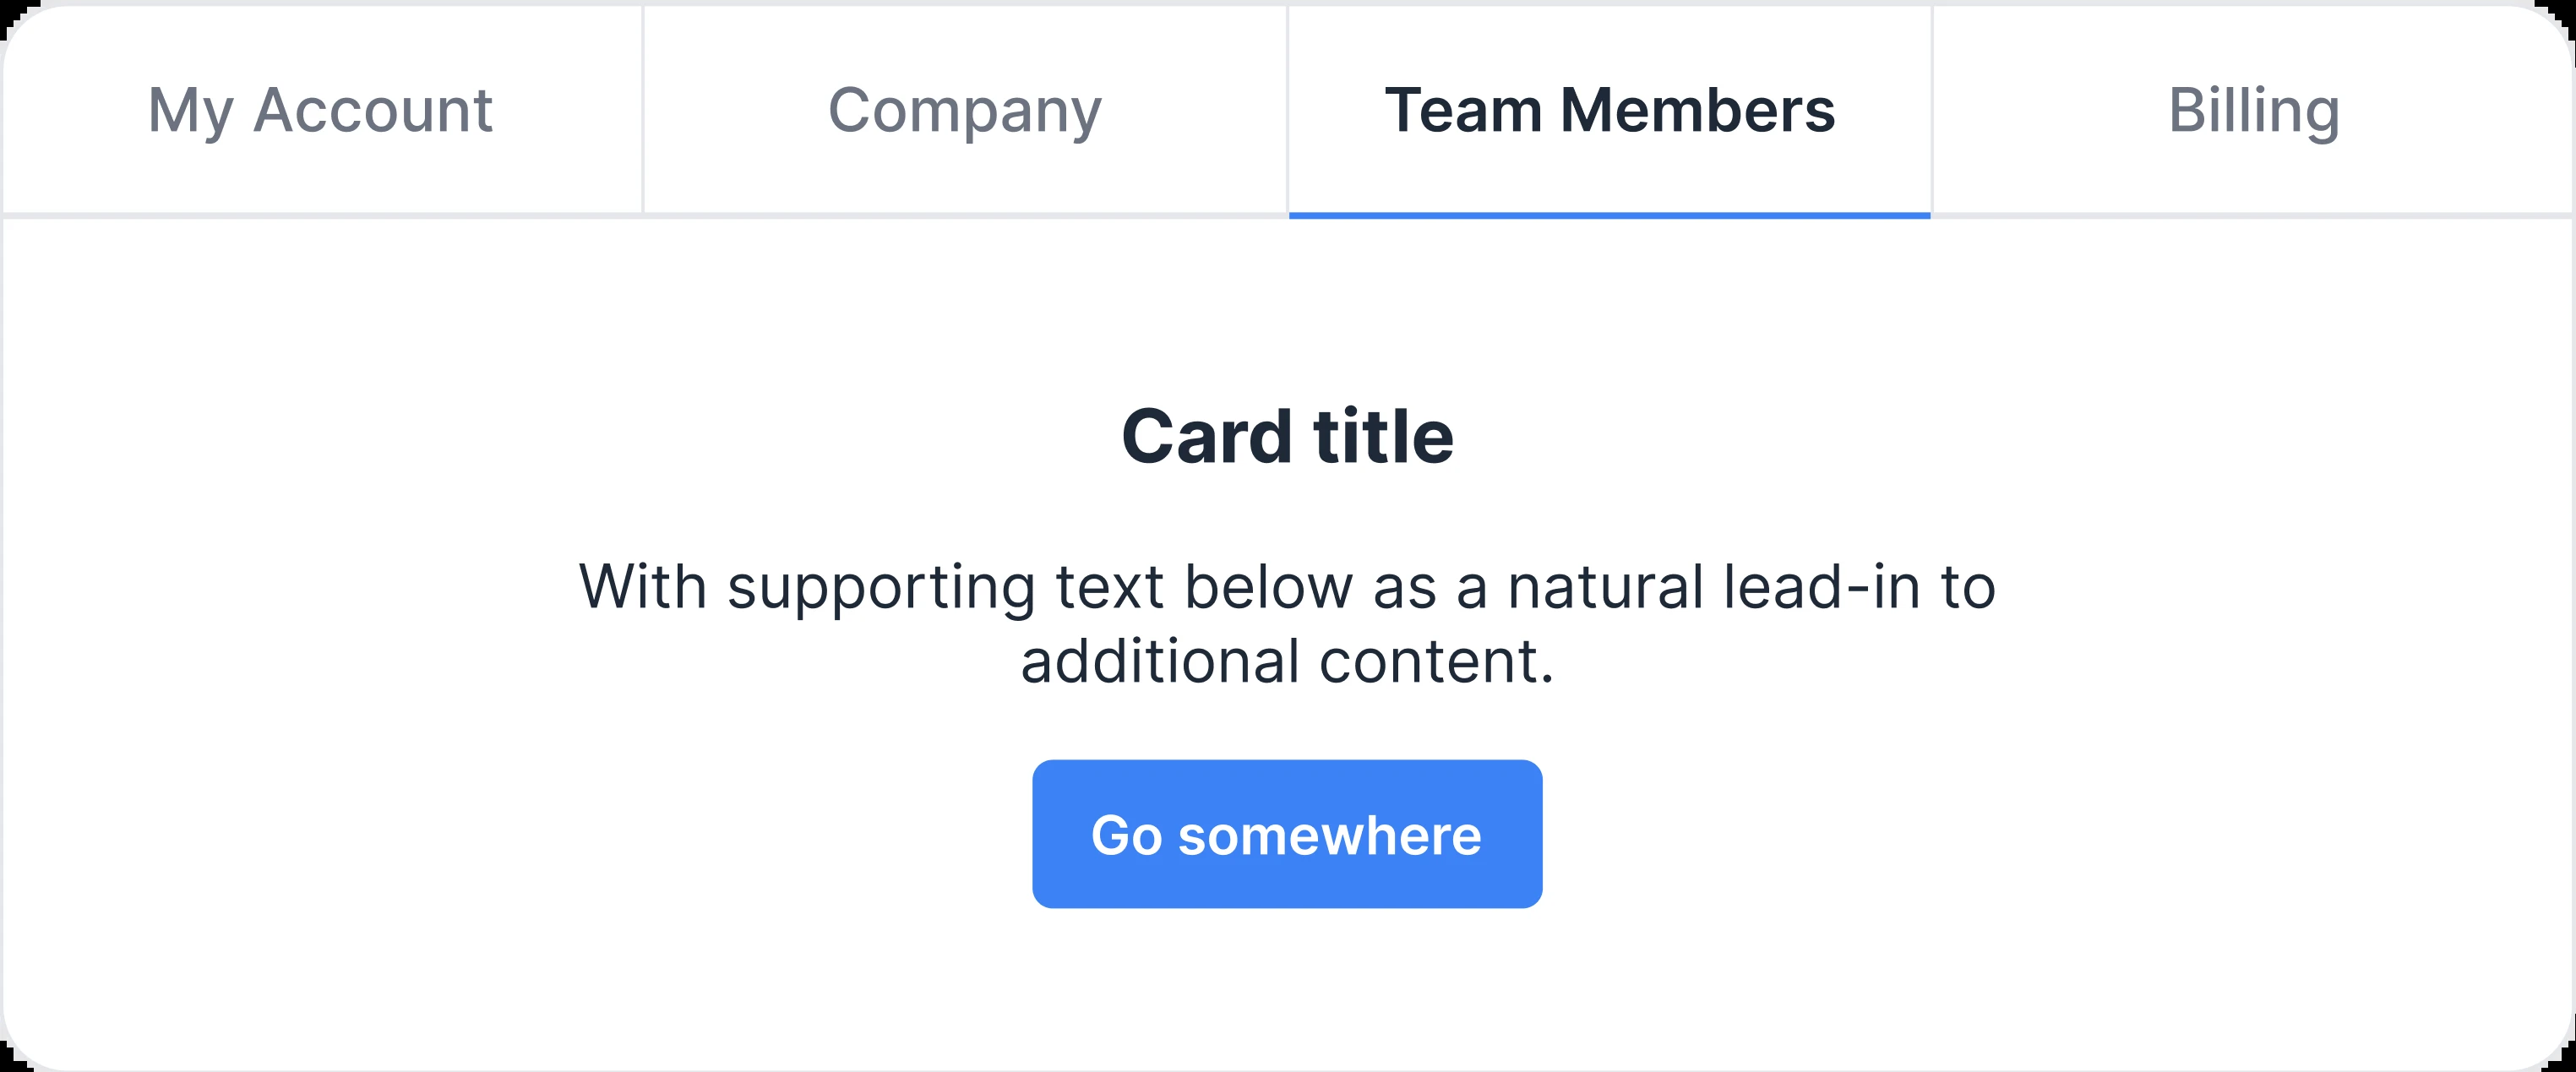 My Account
Company
Team Members
Billing
Card title
With supporting text below as a natural lead-in to
additional content.
Go somewhere